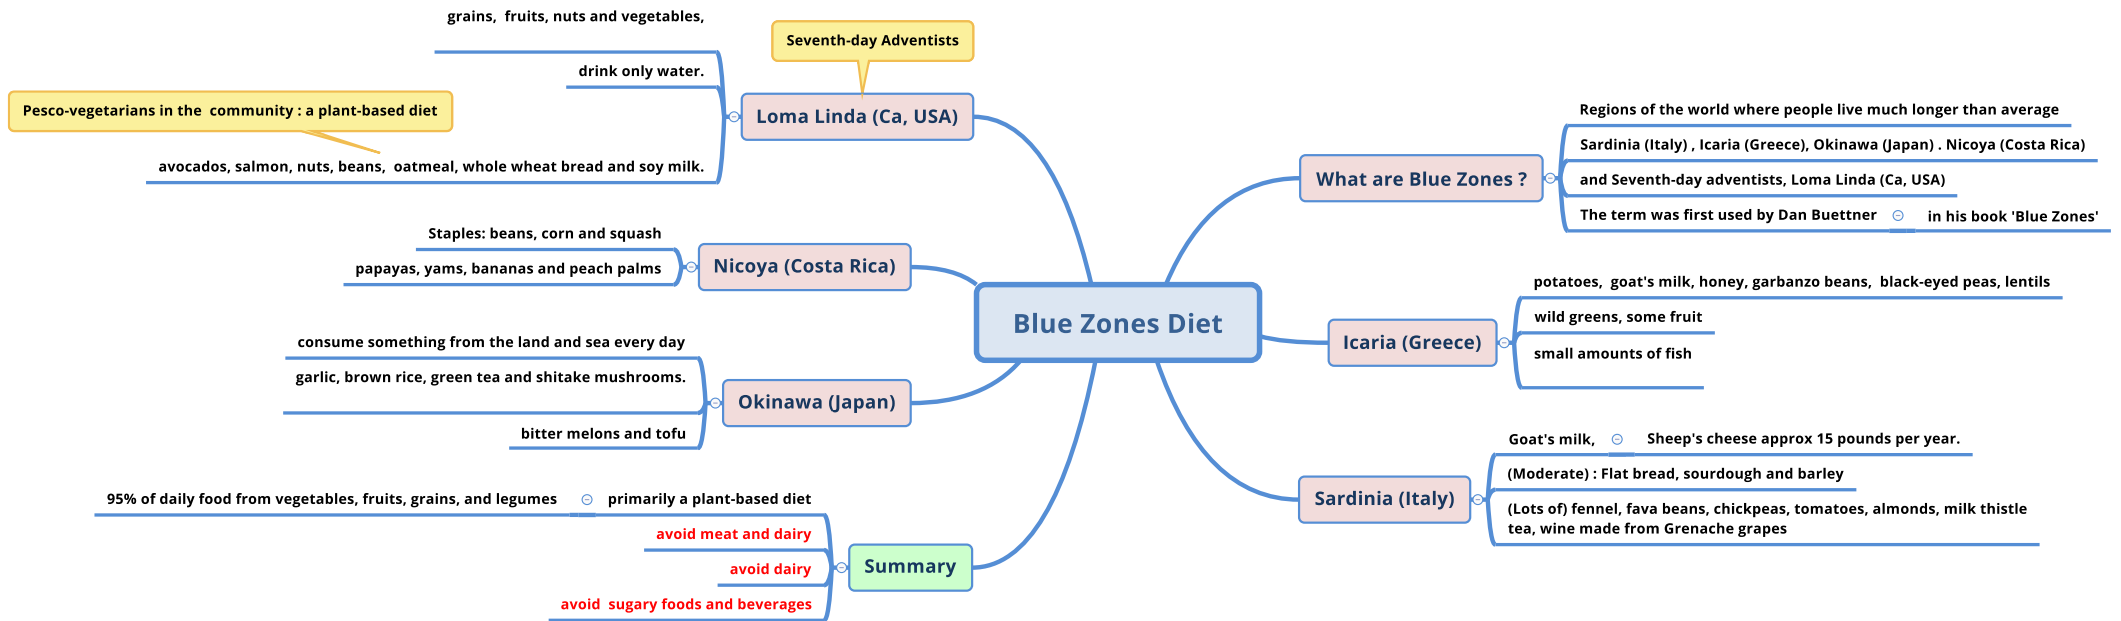 Blue Zones Diet
What are Blue Zones ?
Regions of the world where people live much longer than average
Sardinia (Italy) , Icaria (Greece), Okinawa (Japan) . Nicoya (Costa Rica)
and Seventh-day adventists, Loma Linda (Ca, USA)
The term was first used by Dan Buettner
in his book 'Blue Zones'
Icaria (Greece)
potatoes,  goat's milk, honey, garbanzo beans,  black-eyed peas, lentils
wild greens, some fruit
small amounts of fish
Sardinia (Italy)
Goat's milk,
Sheep's cheese approx 15 pounds per year.
(Moderate) : Flat bread, sourdough and barley
(Lots of) fennel, fava beans, chickpeas, tomatoes, almonds, milk thistle
tea, wine made from Grenache grapes
Seventh-day Adventists
Loma Linda (Ca, USA)
grains,  fruits, nuts and vegetables,
drink only water.
Pesco-vegetarians in the  community : a plant-based diet
avocados, salmon, nuts, beans,  oatmeal, whole wheat bread and soy milk.
Nicoya (Costa Rica)
Staples: beans, corn and squash
papayas, yams, bananas and peach palms
Okinawa (Japan)
consume something from the land and sea every day
garlic, brown rice, green tea and shitake mushrooms.
bitter melons and tofu
Summary
primarily a plant-based diet
95% of daily food from vegetables, fruits, grains, and legumes
avoid meat and dairy
avoid dairy
avoid  sugary foods and beverages